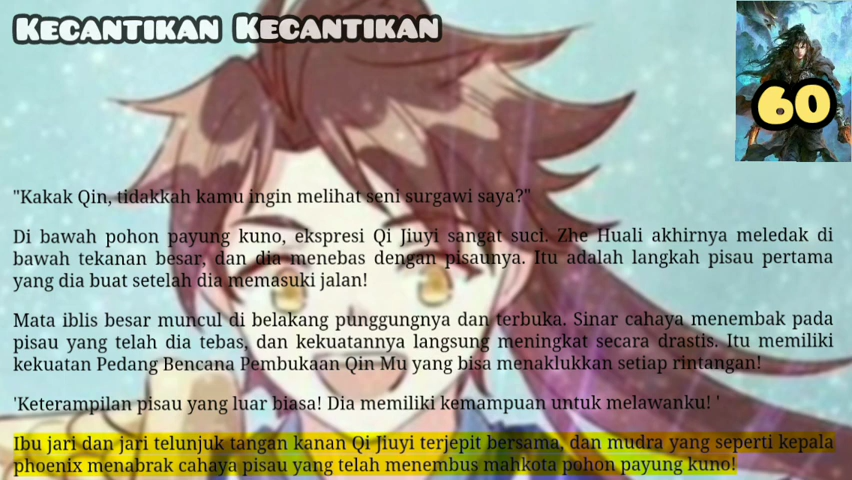 Kecantikan Kecantikan
60
"Kakak Qin, tidakkah kamu ingin melihat seni surgawi saya?"
Di bawah pohon payung kuno, ekspresi Qi Jiuyi sangat suci. Zhe Huali akhirnya meledak di
bawah tekanan besar, dan dia menebas dengan pisaunya. Itu adalah langkah pisau pertama
yang dia buat setelah dia memasuki jalan!
Mata iblis besar muncul di belakang punggungnya dan terbuka. Sinar cahaya menembak pada
pisau yang telah dia tebas, dan kekuatannya langsung meningkat secara drastis. Itu memiliki
kekuatan Pedang Bencana Pembukaan Qin Mu yang bisa menaklukkan setiap rintangan!
'Keterampilan pisau yang luar biasa! Dia memiliki kemampuan untuk melawanku! '
Ibu jari dan jari telunjuk tangan kanan Qi Jiuyi terjepit bersama, dan mudra yang seperti kepala
phoenix menabrak cahaya pisau yang telah menembus mahkota pohon payung kuno!